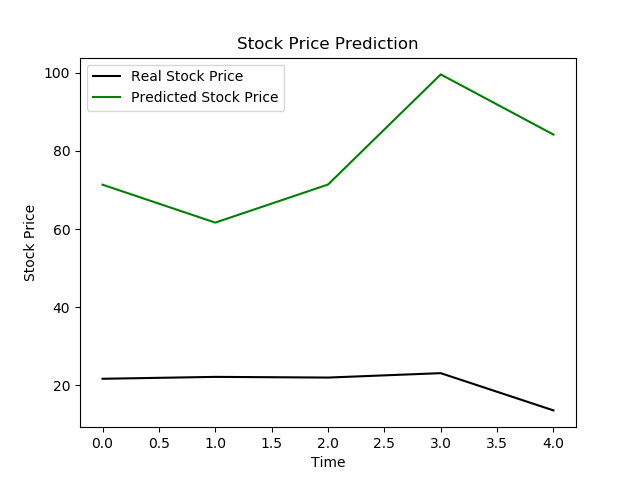 Stock Price Prediction
Real Stock Price
Predicted Stock Price
Stock Price
100
80
60
40
20
0.0 0.5 1.0 1.5 2.0 2.5 3.0 3.5 4.0
Time